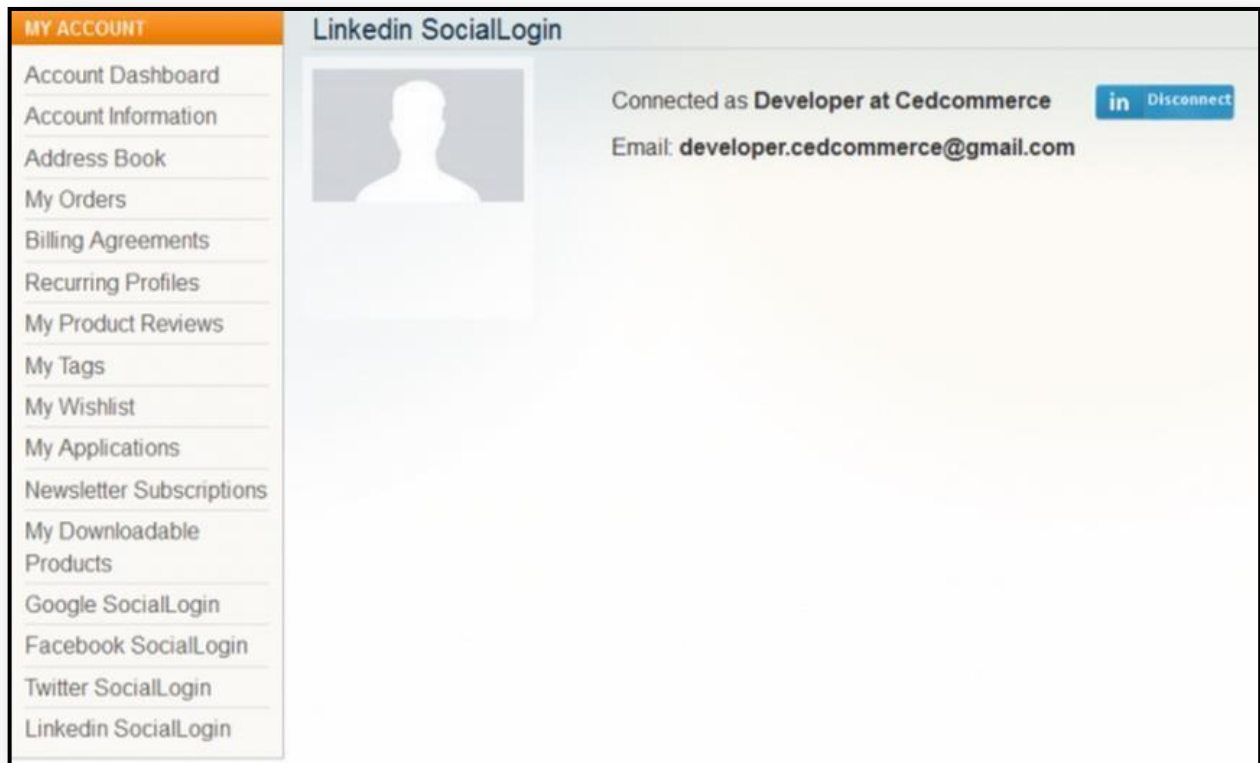 MY ACCOUNT
Account Dashboard
Account Information
Address Book
My Orders
Billing Agreements
Recurring Profiles
My Product Reviews
My Tags
My Wishlist
My Applications
Newsletter Subscriptions
My Downloadable
Products
Google SocialLogin
Facebook SocialLogin
Twitter SocialLogin
Linkedin SocialLogin
Linkedin SocialLogin
Connected as Developer at Cedcommerce
in Disconnect
Email: developer.cedcommerce@gmail.com